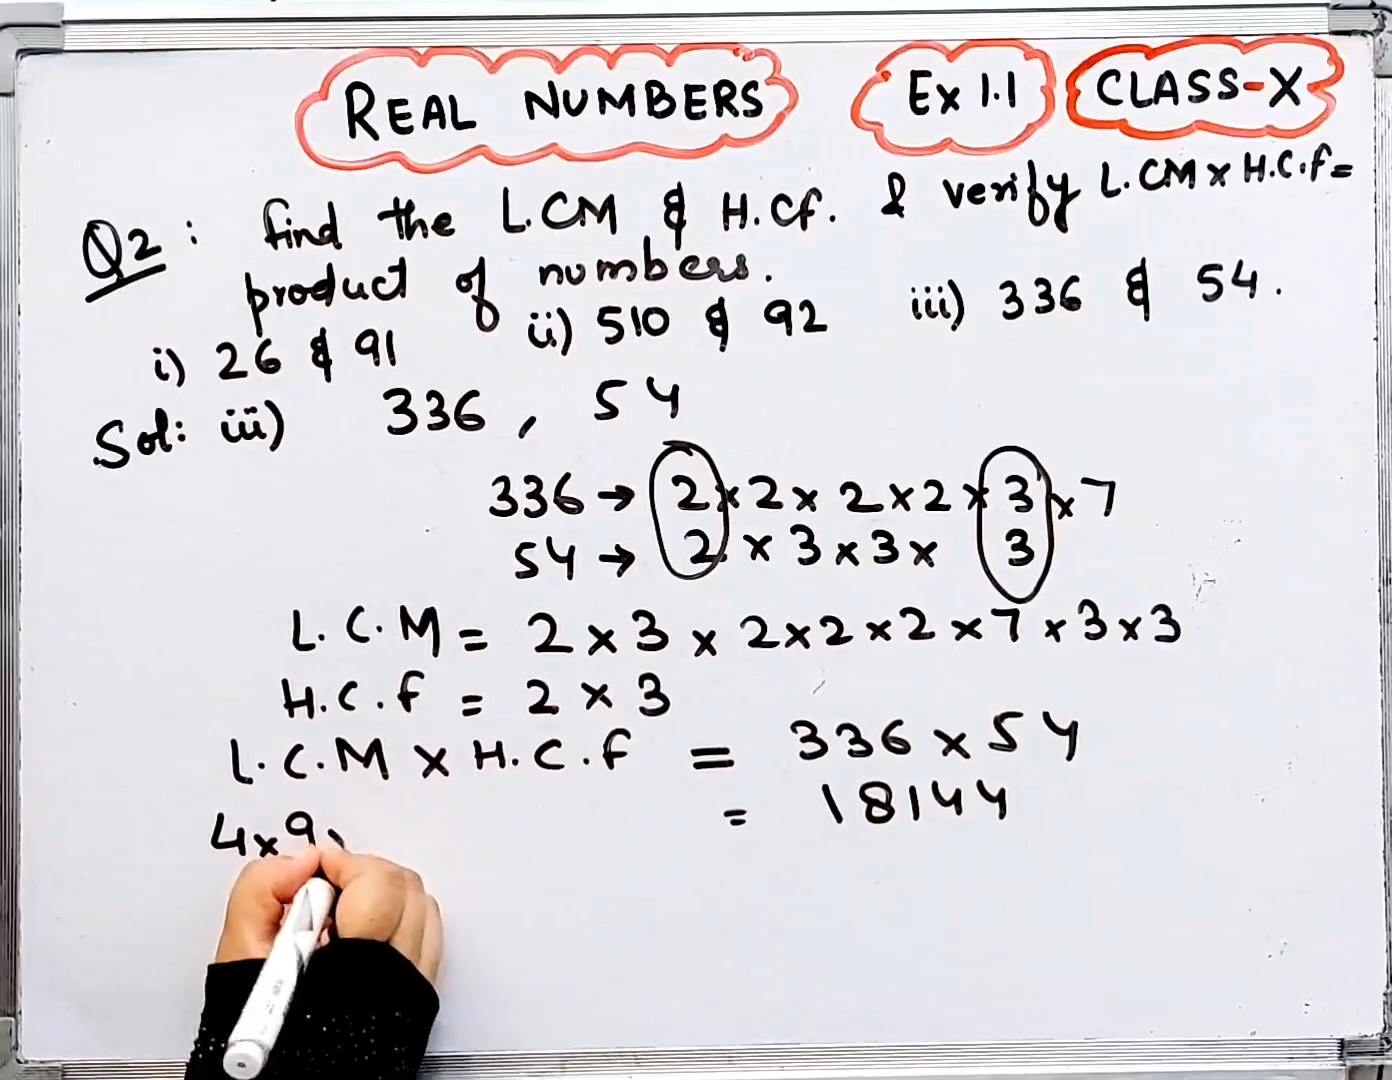 REAL NUMBERS Ex 1.1 CLASS-X
Q2: find the L.CM & H.Cf. & verify L.CM x H.C.f =
product of numbers.
i) 26 & 91 ii) 510 & 92 iii) 336 & 54.
Sol: iii) 336, 54
336 → 2 x 2 x 2 x 2 x 3 x 7
54 → 2 x 3 x 3 x 3
L.C.M = 2 x 3 x 2 x 2 x 2 x 7 x 3 x 3
H.C.f = 2 x 3
L.C.M x H.C.f = 336 x 54
= 18144
4 x 9